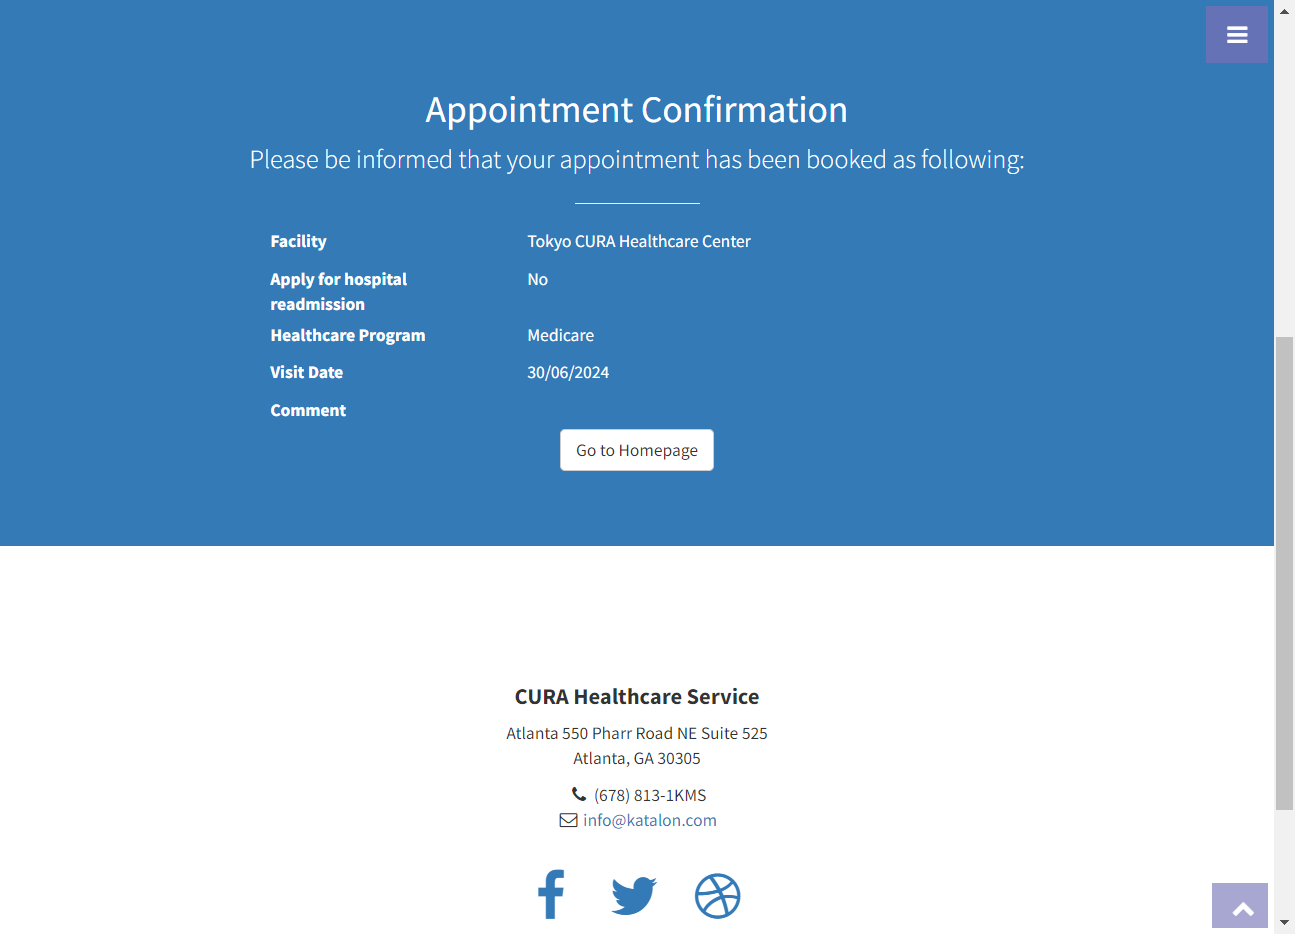 Appointment Confirmation
Please be informed that your appointment has been booked as following:
Facility Tokyo CURA Healthcare Center
Apply for hospital No
readmission
Healthcare Program Medicare
Visit Date 30/06/2024
Comment
Go to Homepage
CURA Healthcare Service
Atlanta 550 Pharr Road NE Suite 525
Atlanta, GA 30305
(678) 813-1KMS
info@katalon.com